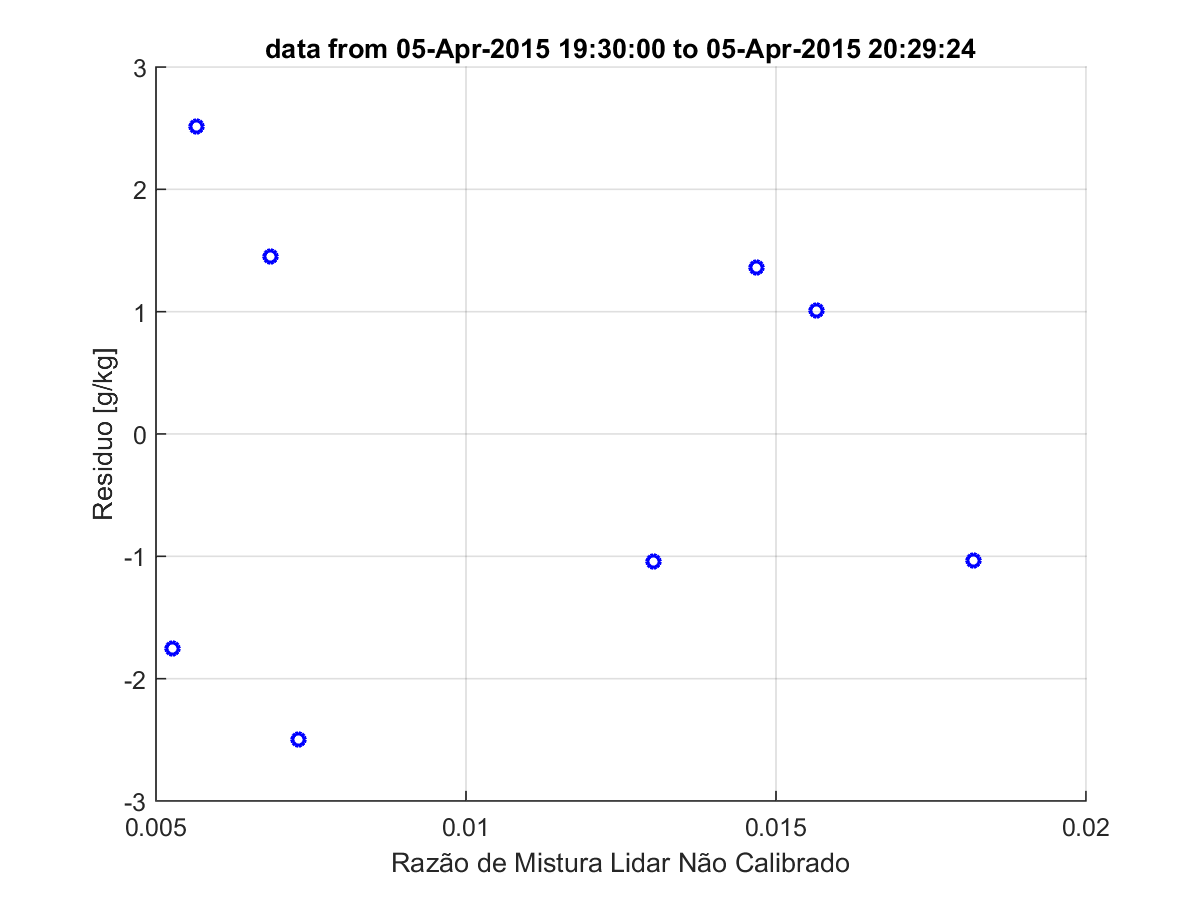 data from 05-Apr-2015 19:30:00 to 05-Apr-2015 20:29:24
3
2
1
0
-1
-2
-3
Residuo [g/kg]
0.005 0.01 0.015 0.02
Razão de Mistura Lidar Não Calibrado